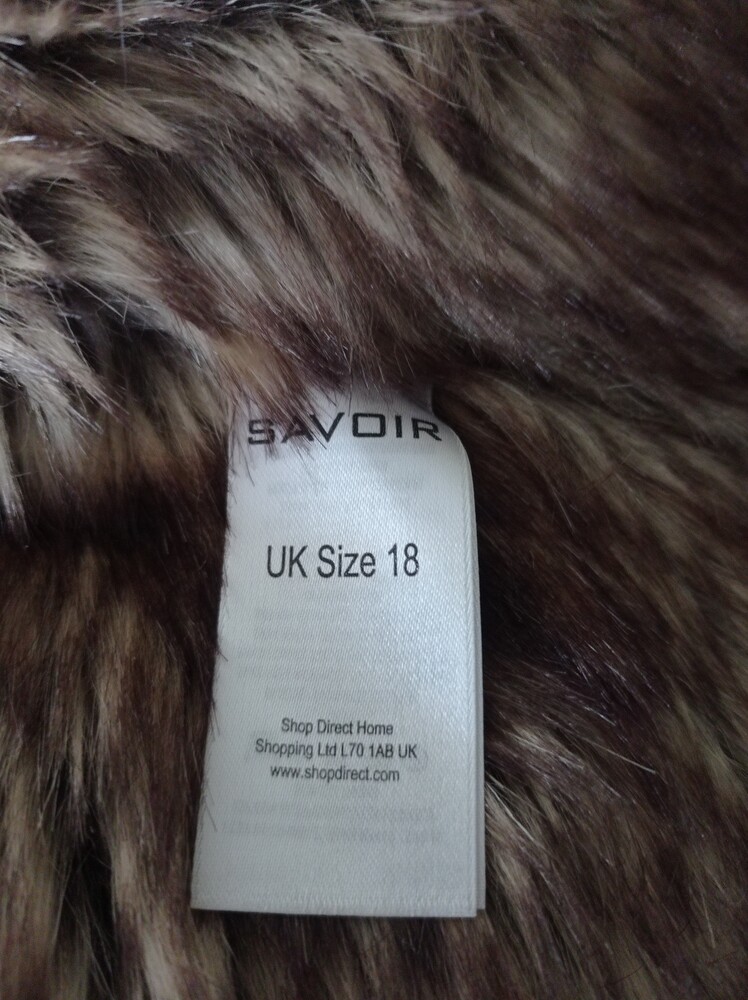 SAVOIR
UK Size 18
Shop Direct Home
Shopping Ltd L70 1AB UK
www.shopdirect.com